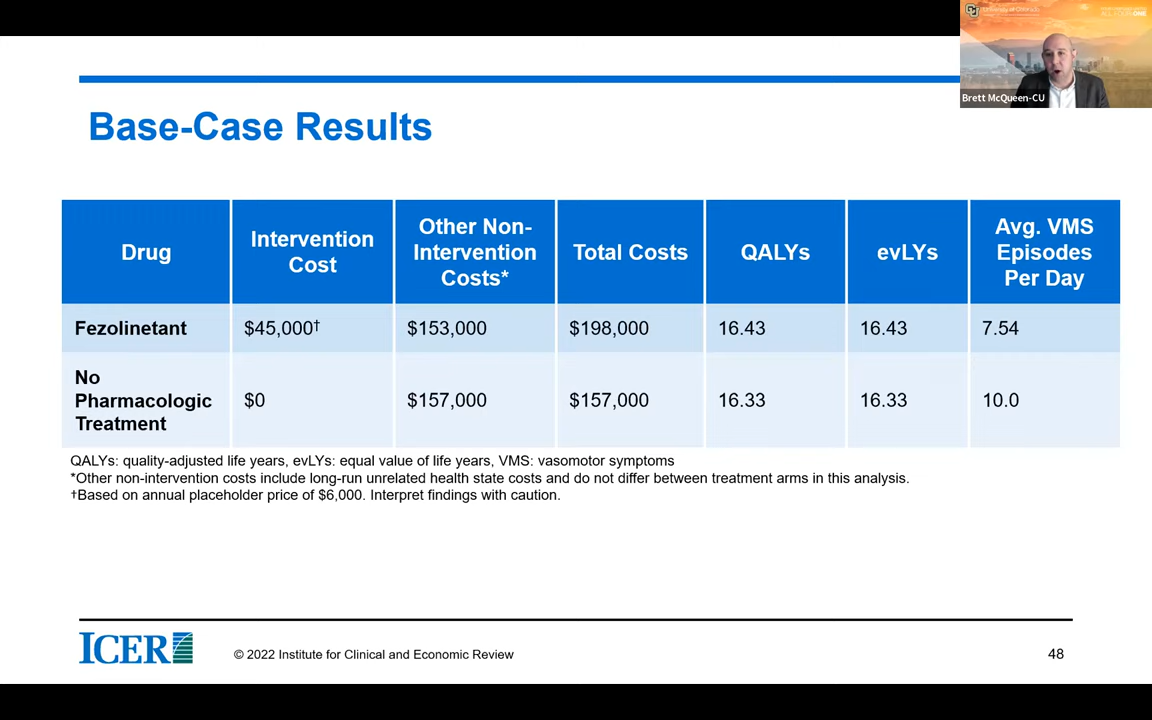 University of Colorado
Brett McQueen-CU
Base-Case Results
Drug
Intervention
Cost
Other Non-
Intervention
Costs*
Total Costs
QALYs
evLYs
Avg. VMS
Episodes
Per Day
Fezolinetant
$45,000†
$153,000
$198,000
16.43
16.43
7.54
No
Pharmacologic
Treatment
$0
$157,000
$157,000
16.33
16.33
10.0
QALYs: quality-adjusted life years, evLYs: equal value of life years, VMS: vasomotor symptoms
*Other non-intervention costs include long-run unrelated health state costs and do not differ between treatment arms in this analysis.
†Based on annual placeholder price of $6,000. Interpret findings with caution.
ICER
© 2022 Institute for Clinical and Economic Review
48